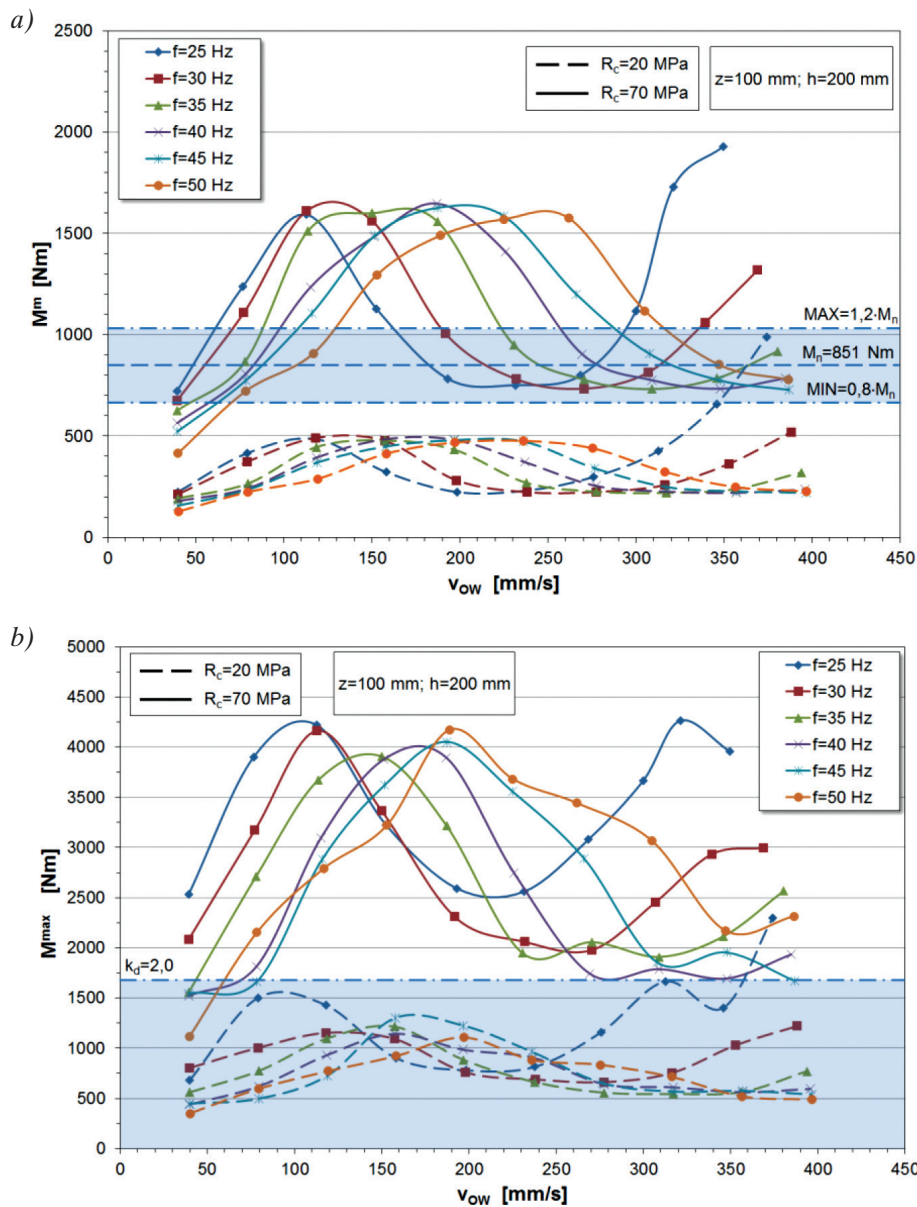 a)
2500
2000
1500
1000
500
0
0 50 100 150 200 250 300 350 400 450
Mᵐ [Nm]
v_OW [mm/s]
f=25 Hz
f=30 Hz
f=35 Hz
f=40 Hz
f=45 Hz
f=50 Hz
R_c=20 MPa
R_c=70 MPa
z=100 mm; h=200 mm
MAX=1,2·M_n
M_n=851 Nm
MIN=0,8·M_n
b)
5000
4500
4000
3500
3000
2500
2000
1500
1000
500
0
0 50 100 150 200 250 300 350 400 450
Mᵐᵃˣ [Nm]
v_OW [mm/s]
R_c=20 MPa
R_c=70 MPa
z=100 mm; h=200 mm
f=25 Hz
f=30 Hz
f=35 Hz
f=40 Hz
f=45 Hz
f=50 Hz
k_d=2,0